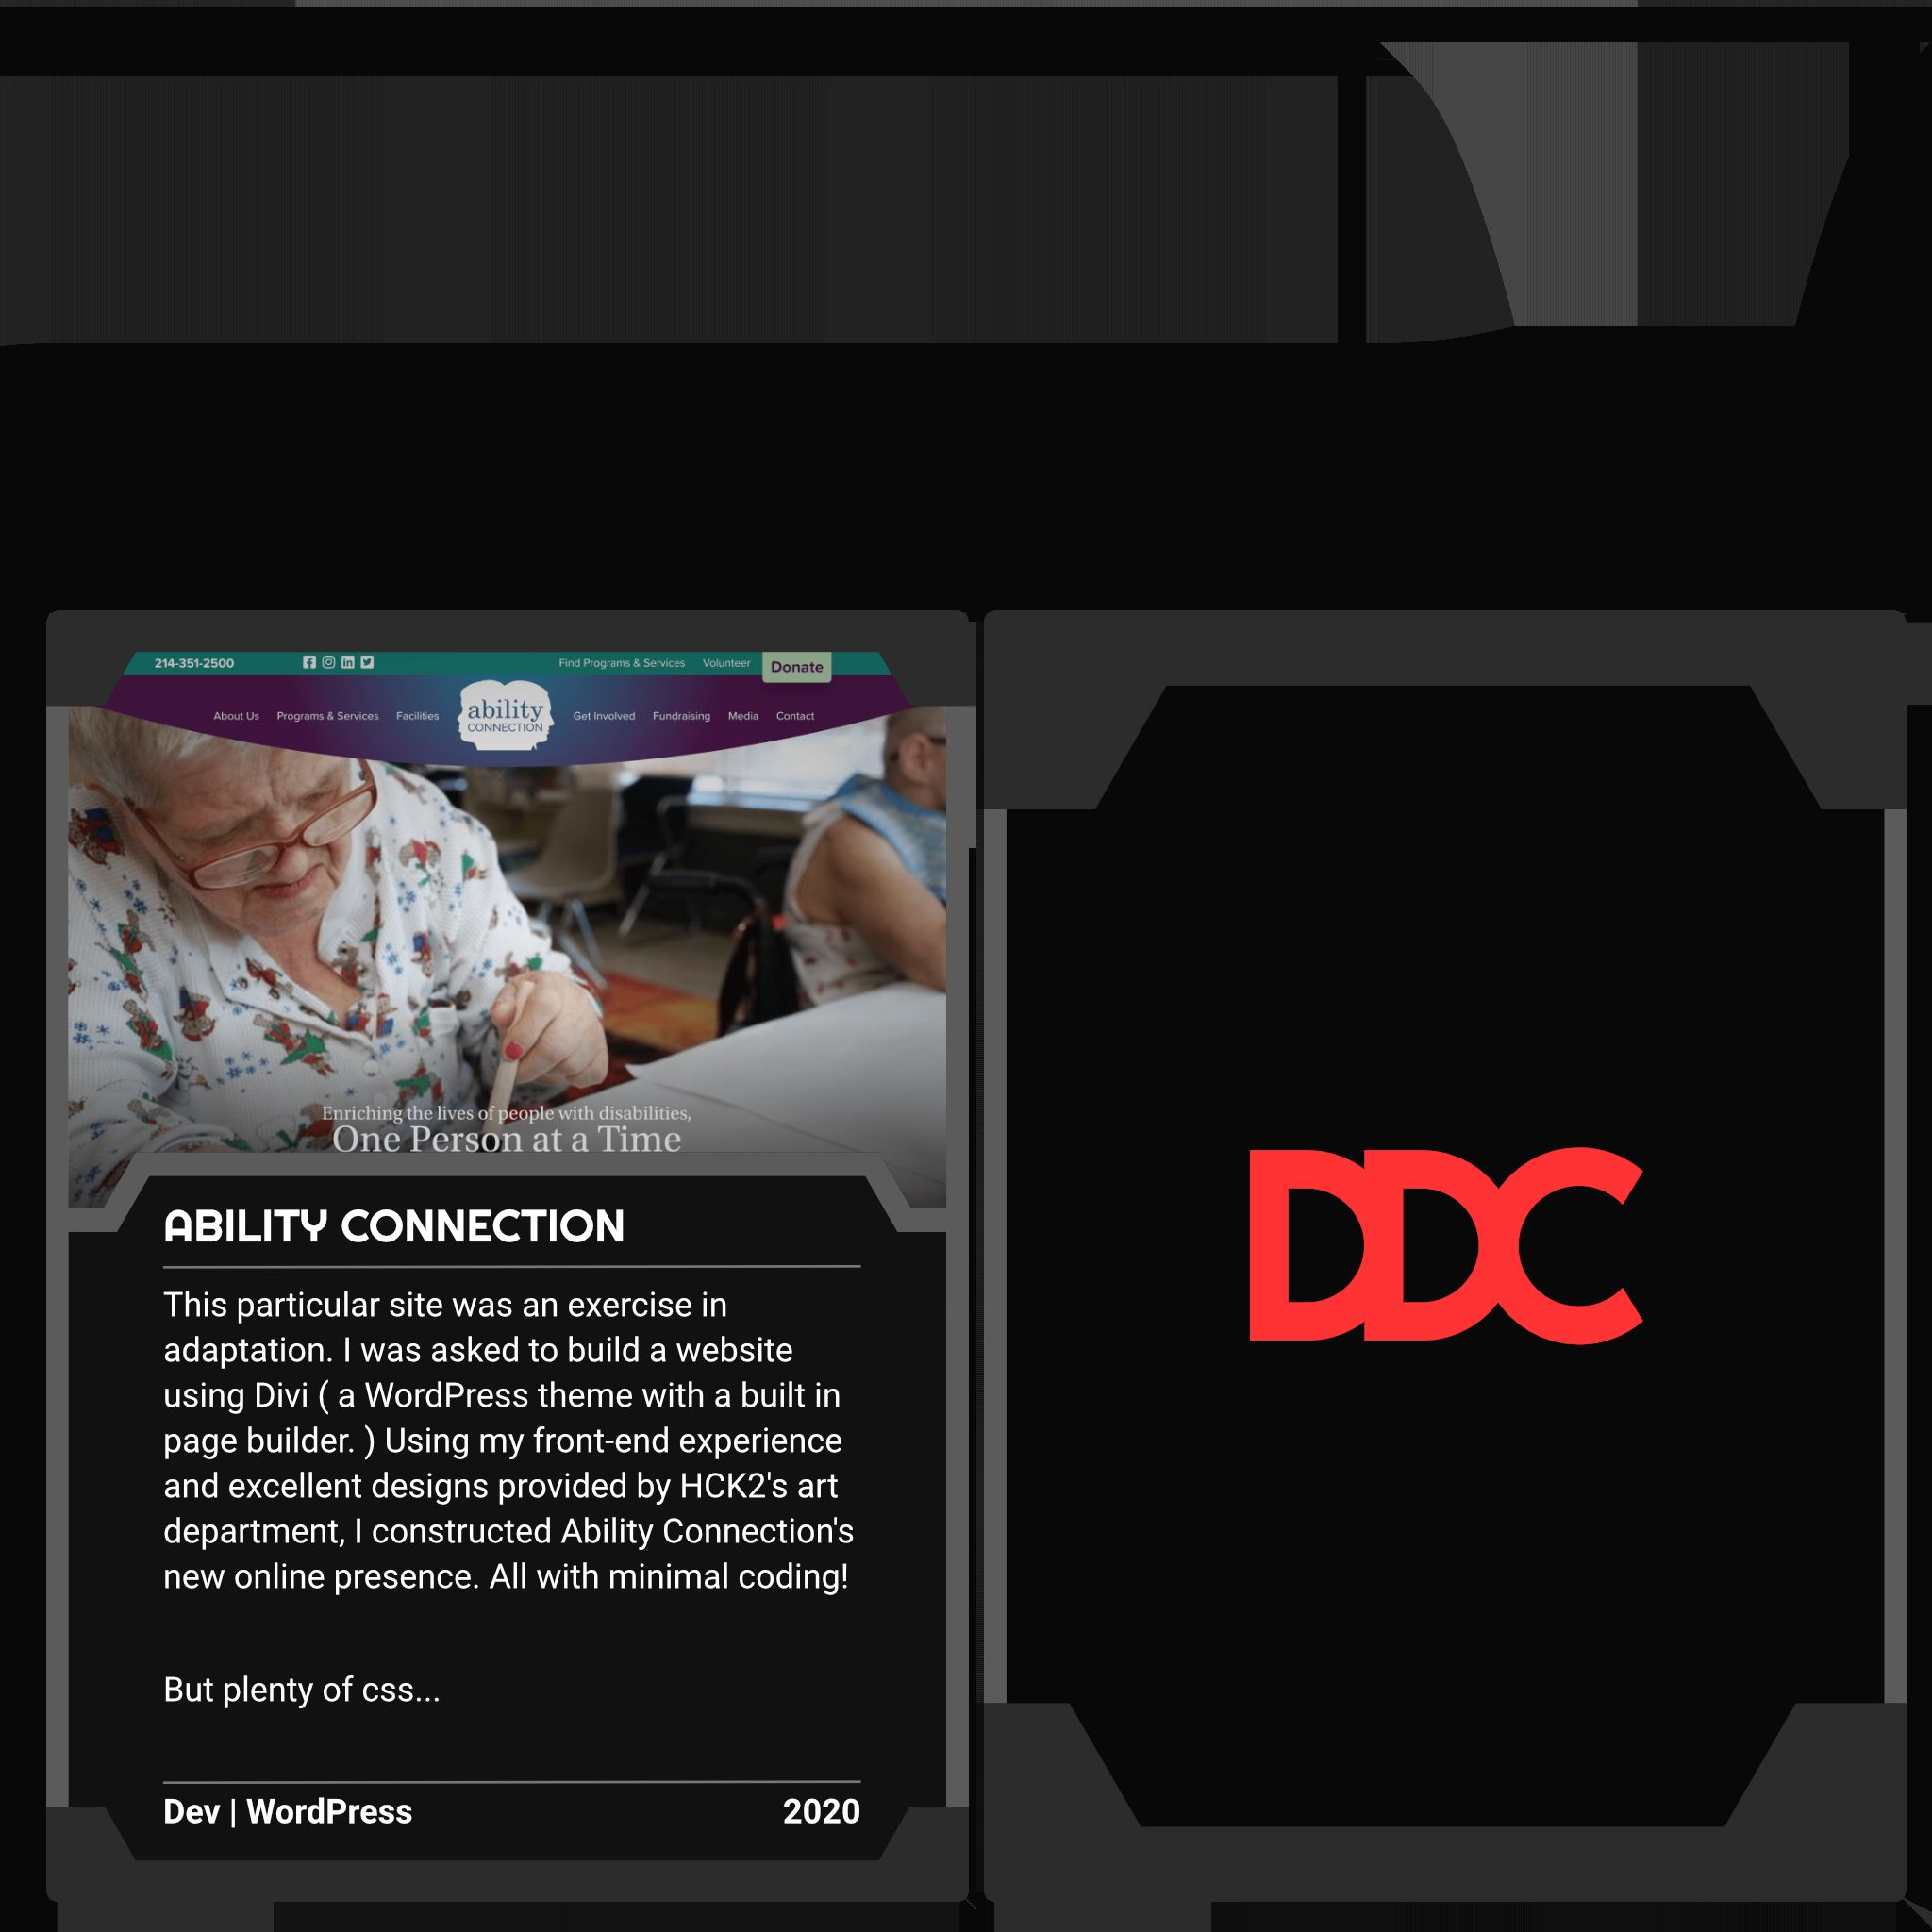 214-351-2500
Find Programs & Services Volunteer Donate
About Us Programs & Services Facilities ability CONNECTION Get Involved Fundraising Media Contact
Enriching the lives of people with disabilities,
One Person at a Time
ABILITY CONNECTION
This particular site was an exercise in
adaptation. I was asked to build a website
using Divi ( a WordPress theme with a built in
page builder. ) Using my front-end experience
and excellent designs provided by HCK2's art
department, I constructed Ability Connection's
new online presence. All with minimal coding!
But plenty of css...
Dev | WordPress 2020
DDC